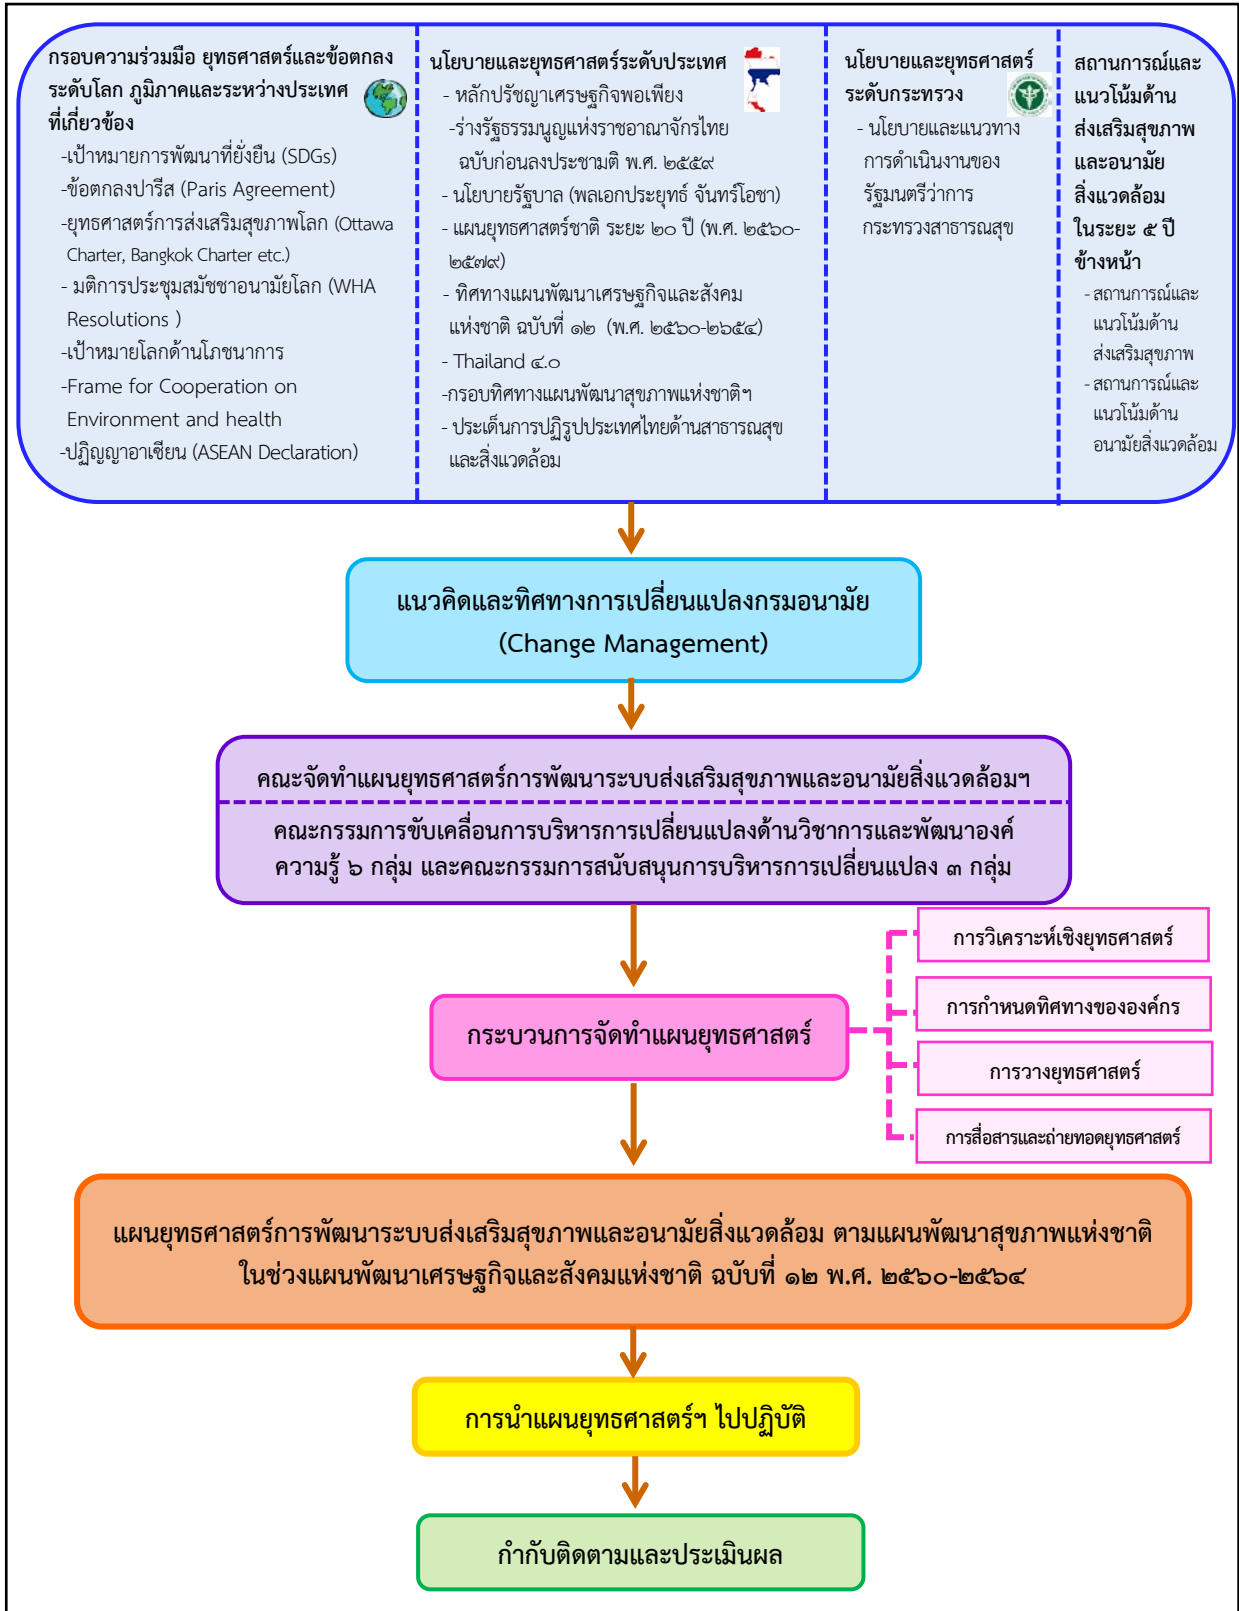 กรอบความร่วมมือ ยุทธศาสตร์และข้อตกลง
ระดับโลก ภูมิภาคและระหว่างประเทศ
ที่เกี่ยวข้อง
-เป้าหมายการพัฒนาที่ยั่งยืน (SDGs)
-ข้อตกลงปารีส (Paris Agreement)
-ยุทธศาสตร์การส่งเสริมสุขภาพโลก (Ottawa
Charter, Bangkok Charter etc.)
- มติการประชุมสมัชชาอนามัยโลก (WHA
Resolutions )
-เป้าหมายโลกด้านโภชนาการ
-Frame for Cooperation on
Environment and health
-ปฏิญญาอาเซียน (ASEAN Declaration)
นโยบายและยุทธศาสตร์ระดับประเทศ
- หลักปรัชญาเศรษฐกิจพอเพียง
-ร่างรัฐธรรมนูญแห่งราชอาณาจักรไทย
ฉบับก่อนลงประชามติ พ.ศ. ๒๕๕๙
- นโยบายรัฐบาล (พลเอกประยุทธ์ จันทร์โอชา)
- แผนยุทธศาสตร์ชาติ ระยะ ๒๐ ปี (พ.ศ. ๒๕๖๐-
๒๕๗๙)
- ทิศทางแผนพัฒนาเศรษฐกิจและสังคม
แห่งชาติ ฉบับที่ ๑๒ (พ.ศ. ๒๕๖๐-๒๖๕๔)
- Thailand ๔.๐
-กรอบทิศทางแผนพัฒนาสุขภาพแห่งชาติฯ
- ประเด็นการปฏิรูปประเทศไทยด้านสาธารณสุข
และสิ่งแวดล้อม
นโยบายและยุทธศาสตร์
ระดับกระทรวง
- นโยบายและแนวทาง
การดำเนินงานของ
รัฐมนตรีว่าการ
กระทรวงสาธารณสุข
สถานการณ์และ
แนวโน้มด้าน
ส่งเสริมสุขภาพ
และอนามัย
สิ่งแวดล้อม
ในระยะ ๕ ปี
ข้างหน้า
- สถานการณ์และ
แนวโน้มด้าน
ส่งเสริมสุขภาพ
- สถานการณ์และ
แนวโน้มด้าน
อนามัยสิ่งแวดล้อม
แนวคิดและทิศทางการเปลี่ยนแปลงกรมอนามัย
(Change Management)
คณะจัดทำแผนยุทธศาสตร์การพัฒนาระบบส่งเสริมสุขภาพและอนามัยสิ่งแวดล้อมฯ
คณะกรรมการขับเคลื่อนการบริหารการเปลี่ยนแปลงด้านวิชาการและพัฒนาองค์
ความรู้ ๖ กลุ่ม และคณะกรรมการสนับสนุนการบริหารการเปลี่ยนแปลง ๓ กลุ่ม
กระบวนการจัดทำแผนยุทธศาสตร์
การวิเคราะห์เชิงยุทธศาสตร์
การกำหนดทิศทางขององค์กร
การวางยุทธศาสตร์
การสื่อสารและถ่ายทอดยุทธศาสตร์
แผนยุทธศาสตร์การพัฒนาระบบส่งเสริมสุขภาพและอนามัยสิ่งแวดล้อม ตามแผนพัฒนาสุขภาพแห่งชาติ
ในช่วงแผนพัฒนาเศรษฐกิจและสังคมแห่งชาติ ฉบับที่ ๑๒ พ.ศ. ๒๕๖๐-๒๕๖๔
การนำแผนยุทธศาสตร์ฯ ไปปฏิบัติ
กำกับติดตามและประเมินผล